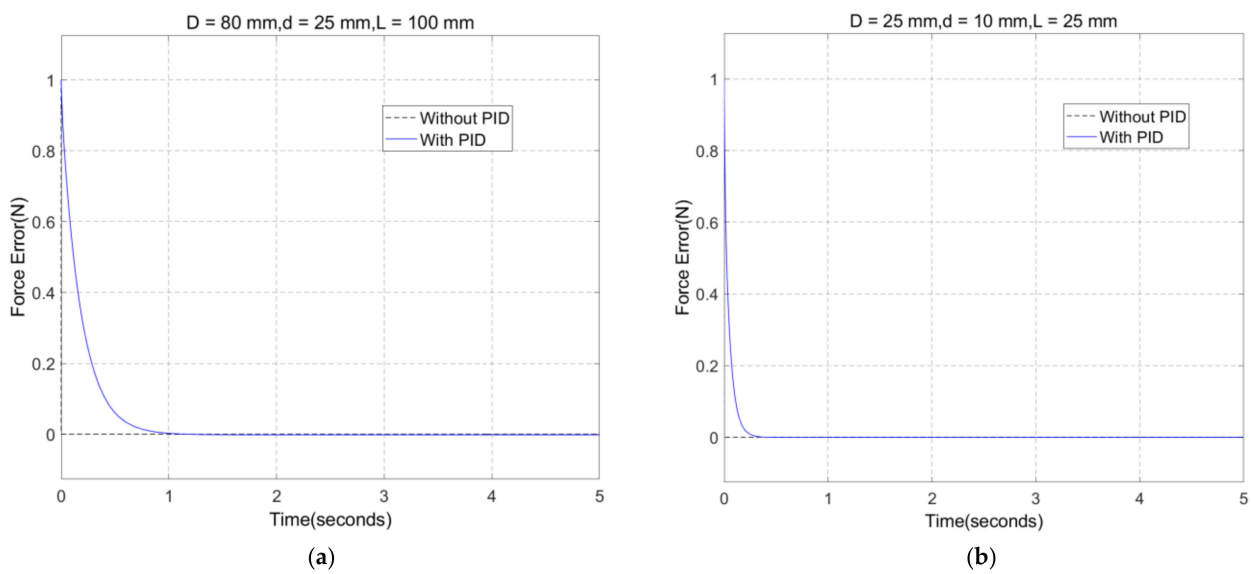 D = 80 mm,d = 25 mm,L = 100 mm
1
0.8
0.6
0.4
0.2
0
Force Error(N)
Without PID
With PID
0 1 2 3 4 5
Time(seconds)
(a)
D = 25 mm,d = 10 mm,L = 25 mm
1
0.8
0.6
0.4
0.2
0
Force Error(N)
Without PID
With PID
0 1 2 3 4 5
Time(seconds)
(b)